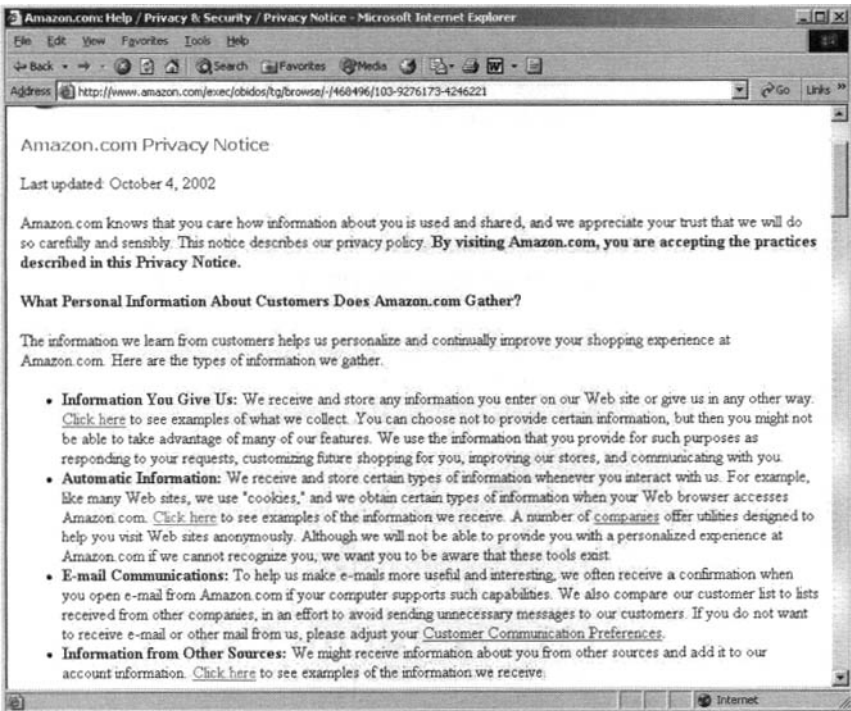 Amazon.com: Help / Privacy & Security / Privacy Notice - Microsoft Internet Explorer
File Edit View Favorites Tools Help
Back Search Favorites Media
Address http://www.amazon.com/exec/obidos/tg/browse/-/468496/103-9276173-4246221 Go Links »
Amazon.com Privacy Notice
Last updated: October 4, 2002
Amazon.com knows that you care how information about you is used and shared, and we appreciate your trust that we will do
so carefully and sensibly. This notice describes our privacy policy. By visiting Amazon.com, you are accepting the practices
described in this Privacy Notice.
What Personal Information About Customers Does Amazon.com Gather?
The information we learn from customers helps us personalize and continually improve your shopping experience at
Amazon.com. Here are the types of information we gather.
• Information You Give Us: We receive and store any information you enter on our Web site or give us in any other way.
Click here to see examples of what we collect. You can choose not to provide certain information, but then you might not
be able to take advantage of many of our features. We use the information that you provide for such purposes as
responding to your requests, customizing future shopping for you, improving our stores, and communicating with you.
• Automatic Information: We receive and store certain types of information whenever you interact with us. For example,
like many Web sites, we use "cookies," and we obtain certain types of information when your Web browser accesses
Amazon.com. Click here to see examples of the information we receive. A number of companies offer utilities designed to
help you visit Web sites anonymously. Although we will not be able to provide you with a personalized experience at
Amazon.com if we cannot recognize you, we want you to be aware that these tools exist.
• E-mail Communications: To help us make e-mails more useful and interesting, we often receive a confirmation when
you open e-mail from Amazon.com if your computer supports such capabilities. We also compare our customer list to lists
received from other companies, in an effort to avoid sending unnecessary messages to our customers. If you do not want
to receive e-mail or other mail from us, please adjust your Customer Communication Preferences.
• Information from Other Sources: We might receive information about you from other sources and add it to our
account information. Click here to see examples of the information we receive.
Internet